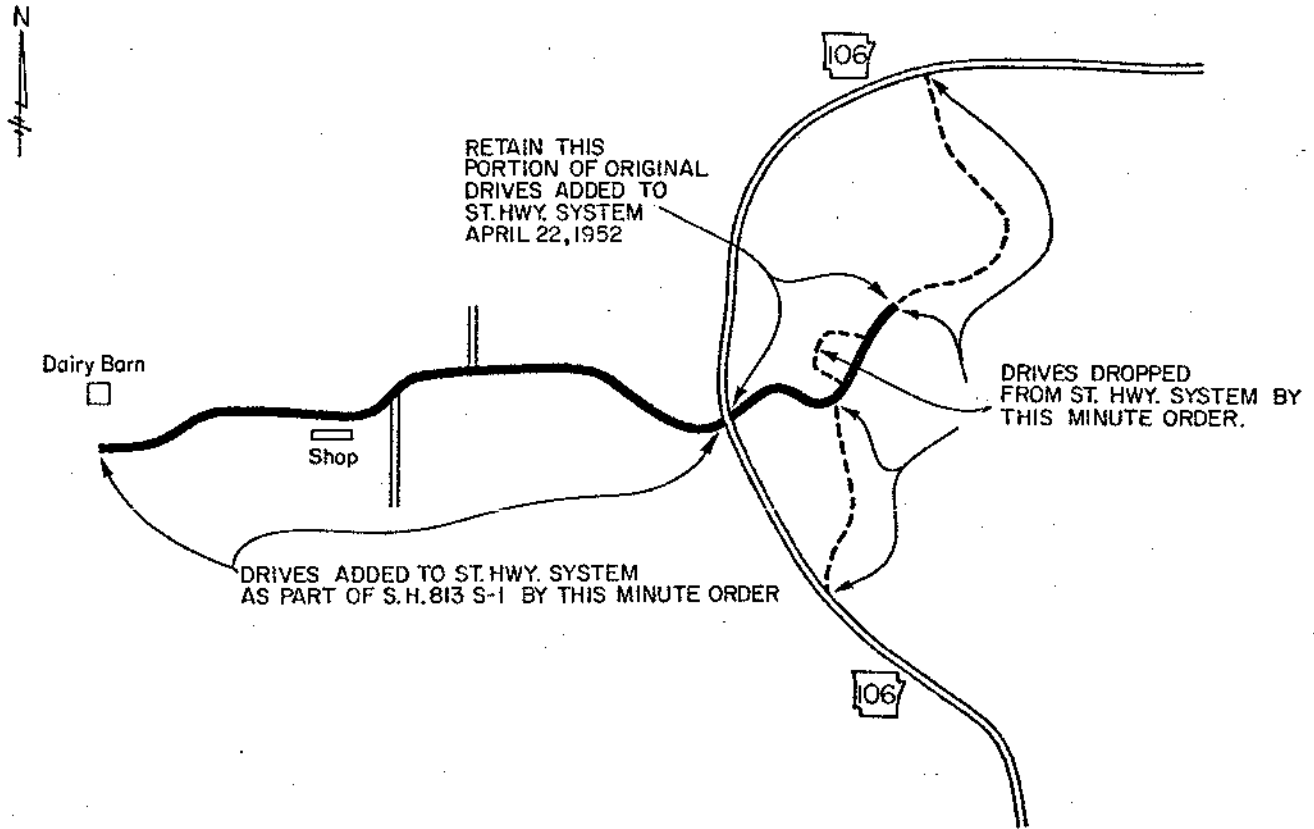 N
106
RETAIN THIS
PORTION OF ORIGINAL
DRIVES ADDED TO
ST. HWY. SYSTEM
APRIL 22, 1952
Dairy Barn
Shop
DRIVES DROPPED
FROM ST. HWY. SYSTEM BY
THIS MINUTE ORDER.
DRIVES ADDED TO ST. HWY. SYSTEM
AS PART OF S.H. 813 S-1 BY THIS MINUTE ORDER
106